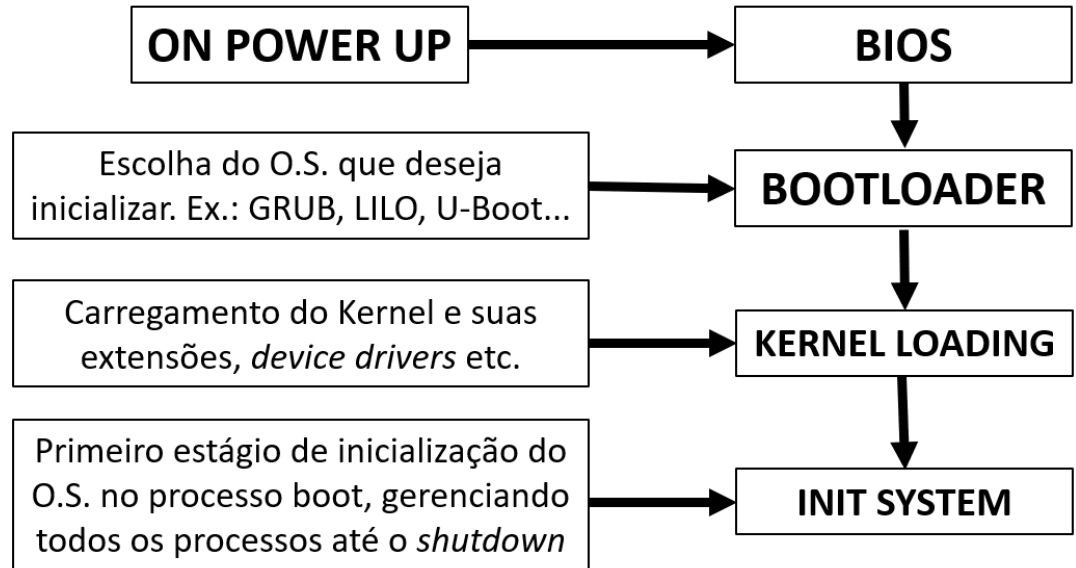 ON POWER UP
BIOS
Escolha do O.S. que deseja
inicializar. Ex.: GRUB, LILO, U-Boot...
BOOTLOADER
Carregamento do Kernel e suas
extensões, device drivers etc.
KERNEL LOADING
Primeiro estágio de inicialização do
O.S. no processo boot, gerenciando
todos os processos até o shutdown
INIT SYSTEM